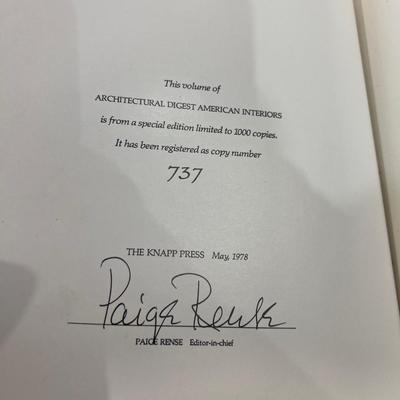 This volume of
ARCHITECTURAL DIGEST AMERICAN INTERIORS
is from a special edition limited to 1000 copies.
It has been registered as copy number
737
THE KNAPP PRESS May, 1978
Paige Rense
PAIGE RENSE Editor-in-chief